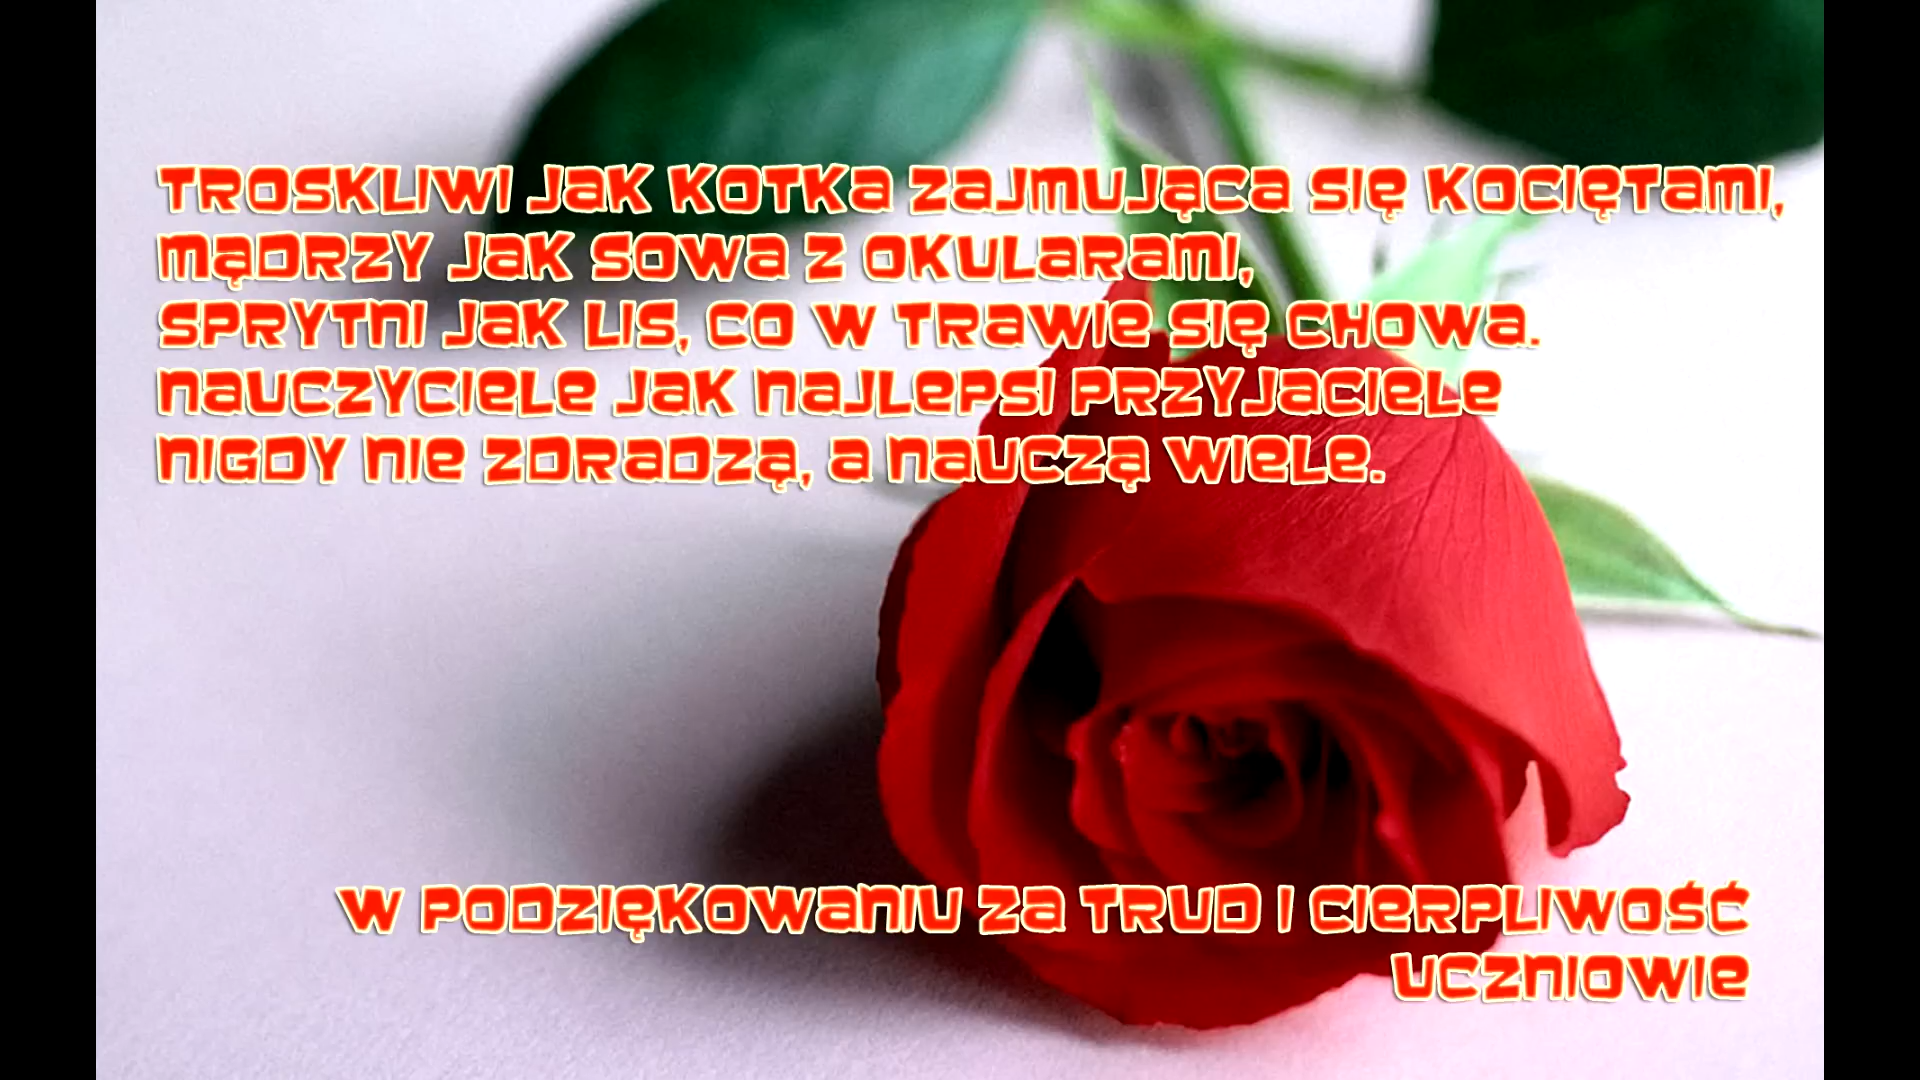 TROSKLIWI JAK KOTKA ZAJMUJĄCA SIĘ KOCIĘTAMI,
MĄDRZY JAK SOWA Z OKULARAMI,
SPRYTNI JAK LIS, CO W TRAWIE SIĘ CHOWA.
NAUCZYCIELE JAK NAJLEPSI PRZYJACIELE
NIGDY NIE ZDRADZĄ, A NAUCZĄ WIELE.
W PODZIĘKOWANIU ZA TRUD I CIERPLIWOŚĆ
UCZNIOWIE